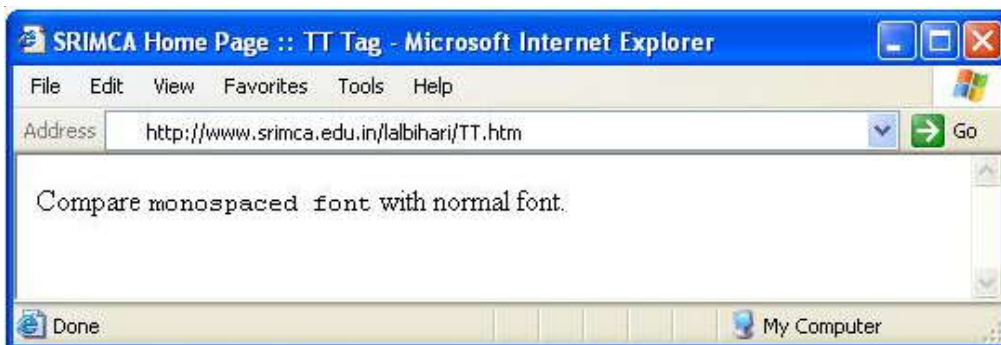 SRIMCA Home Page :: TT Tag - Microsoft Internet Explorer
File Edit View Favorites Tools Help
Address http://www.srimca.edu.in/lalbihari/TT.htm Go
Compare monospaced font with normal font.
Done My Computer